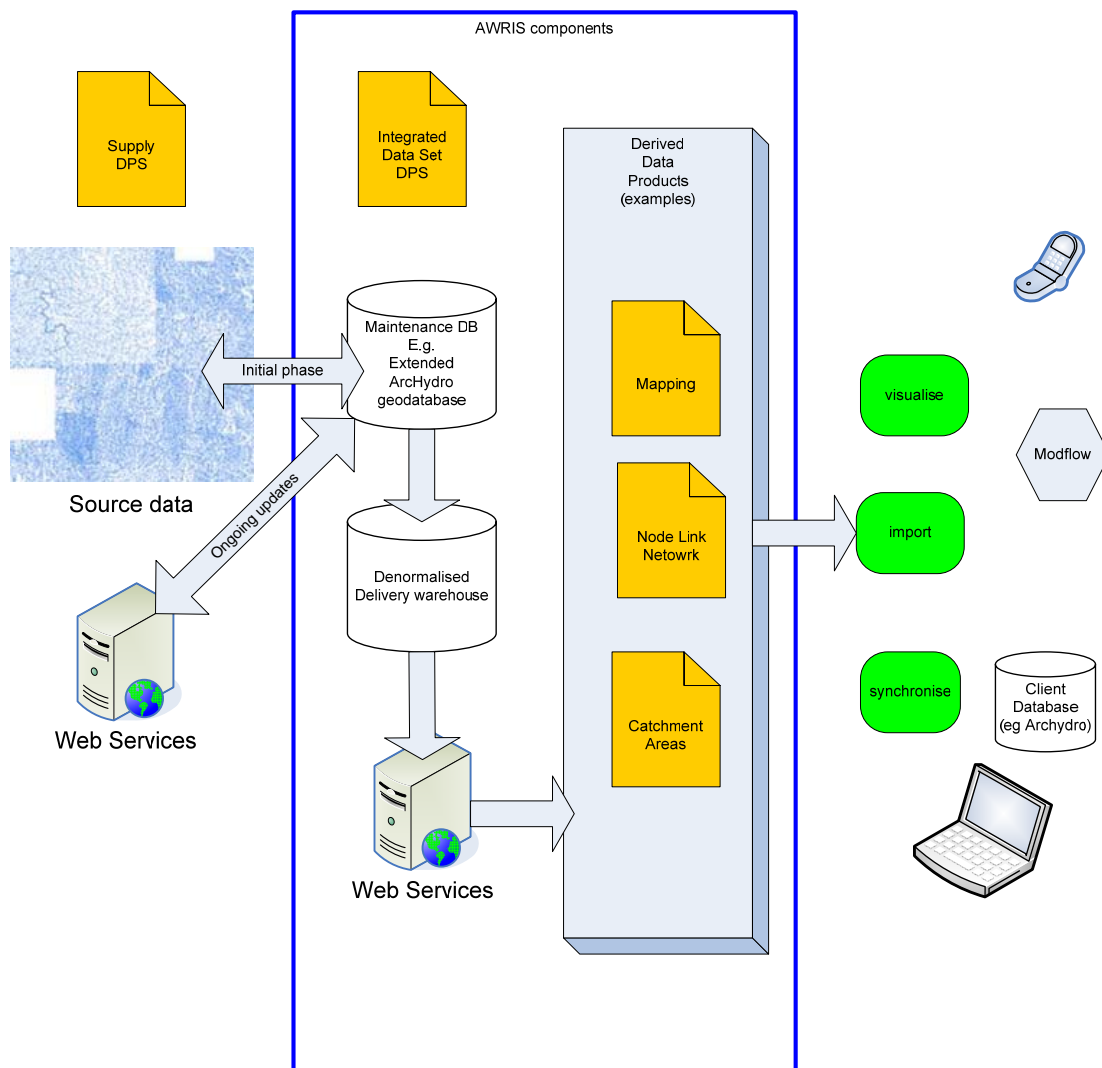 AWRIS components
Supply
DPS
Integrated
Data Set
DPS
Derived
Data
Products
(examples)
Maintenance DB
E.g.
Extended
ArcHydro
geodatabase
Initial phase
Mapping
visualise
Modflow
Source data
Ongoing updates
Node Link
Netowrk
import
Denormalised
Delivery warehouse
synchronise
Client
Database
(eg Archydro)
Catchment
Areas
Web Services
Web Services